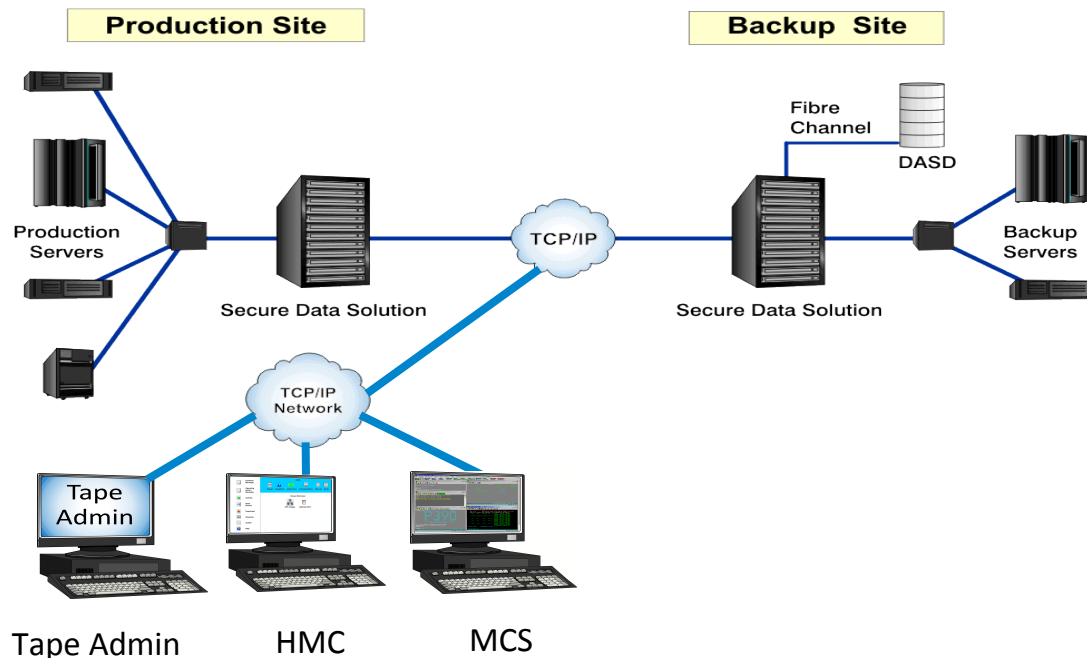 Production Site
Backup Site
Fibre
Channel
DASD
Production
Servers
TCP/IP
Backup
Servers
Secure Data Solution
Secure Data Solution
TCP/IP
Network
Tape
Admin
P390
Tape Admin
HMC
MCS